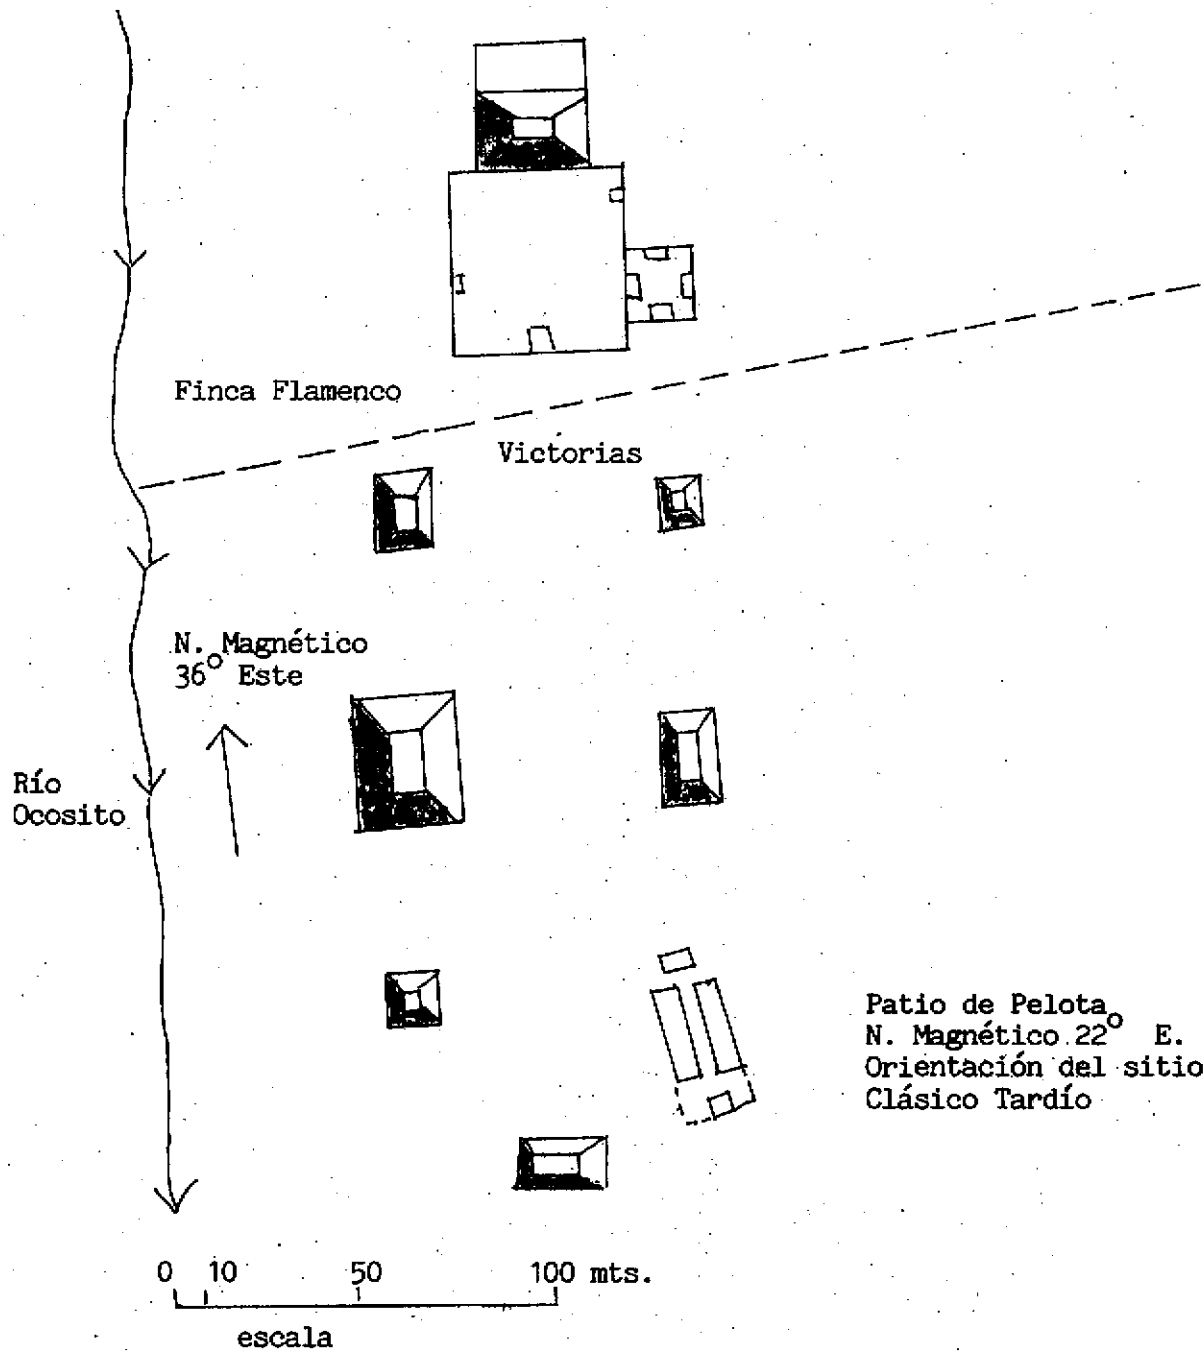 Finca Flamenco
Victorias
N. Magnético
36° Este
Río
Ocosito
Patio de Pelota
N. Magnético 22° E.
Orientación del sitio
Clásico Tardío
0 10 50 100 mts.
escala